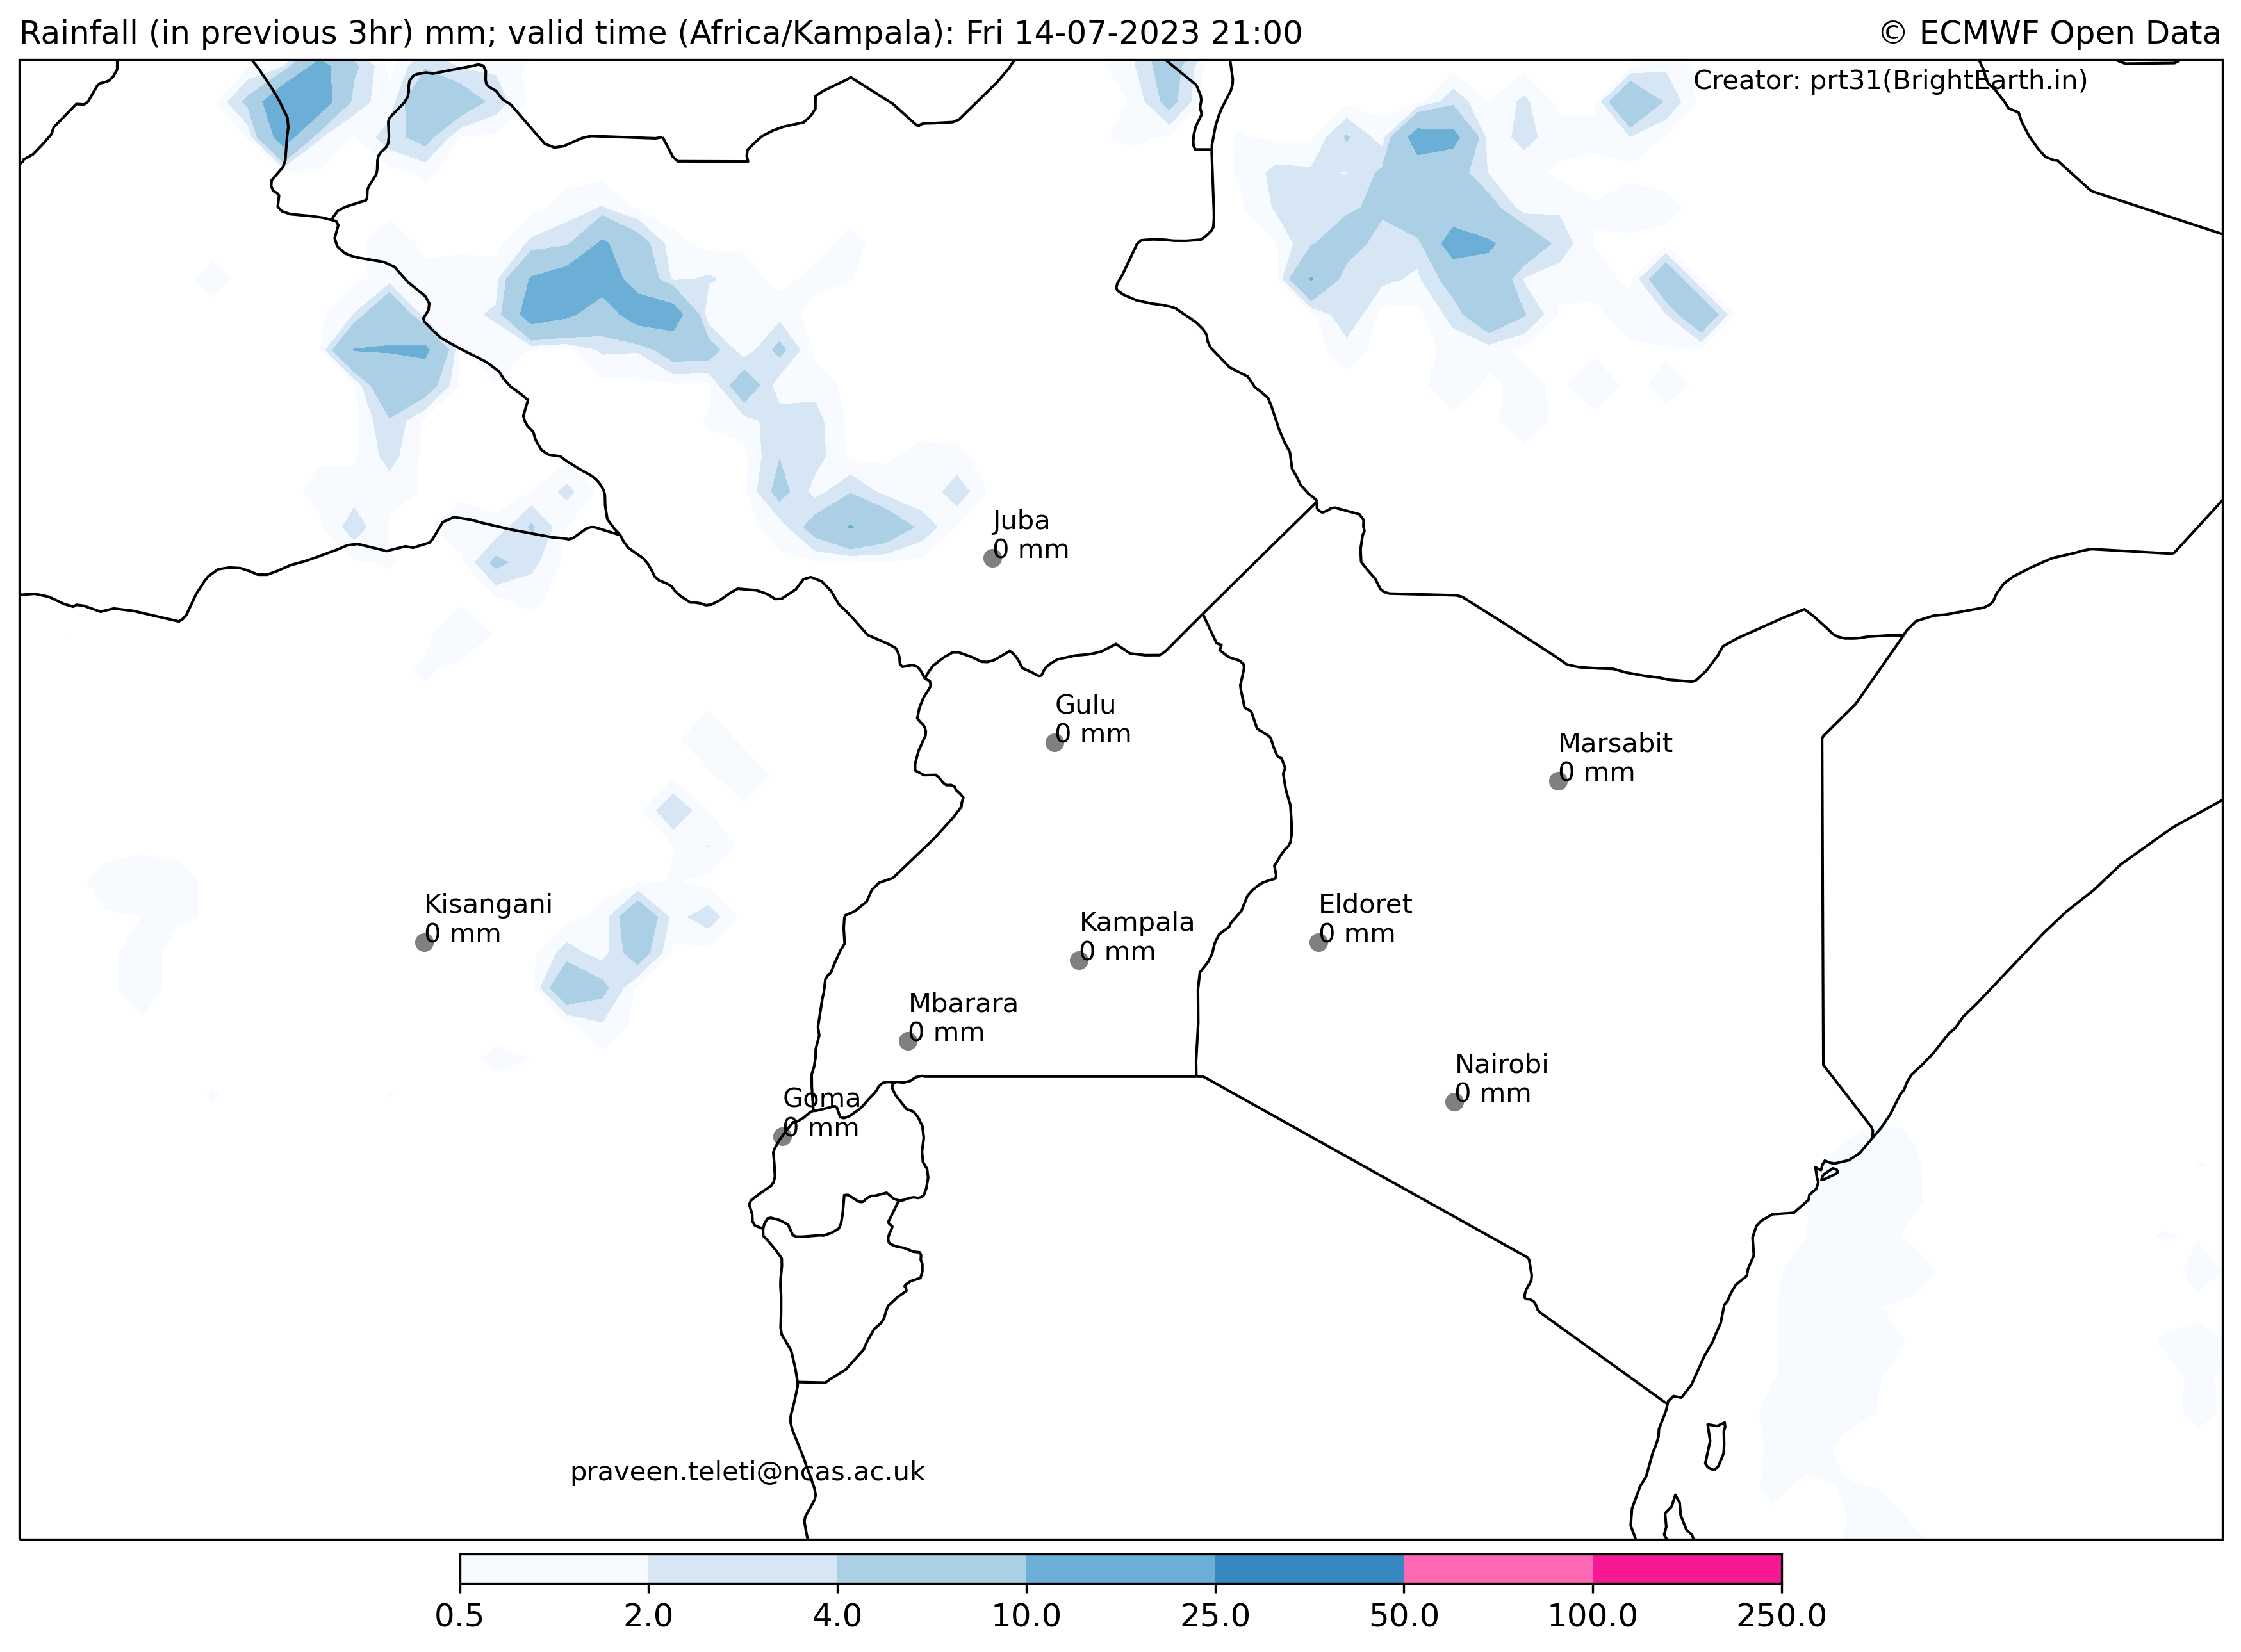 Rainfall (in previous 3hr) mm; valid time (Africa/Kampala): Fri 14-07-2023 21:00
© ECMWF Open Data
Creator: prt31(BrightEarth.in)
Juba
0 mm
Gulu
0 mm
Marsabit
0 mm
Kisangani
0 mm
Kampala
0 mm
Eldoret
0 mm
Mbarara
0 mm
Nairobi
0 mm
Goma
0 mm
praveen.teleti@ncas.ac.uk
0.5 2.0 4.0 10.0 25.0 50.0 100.0 250.0